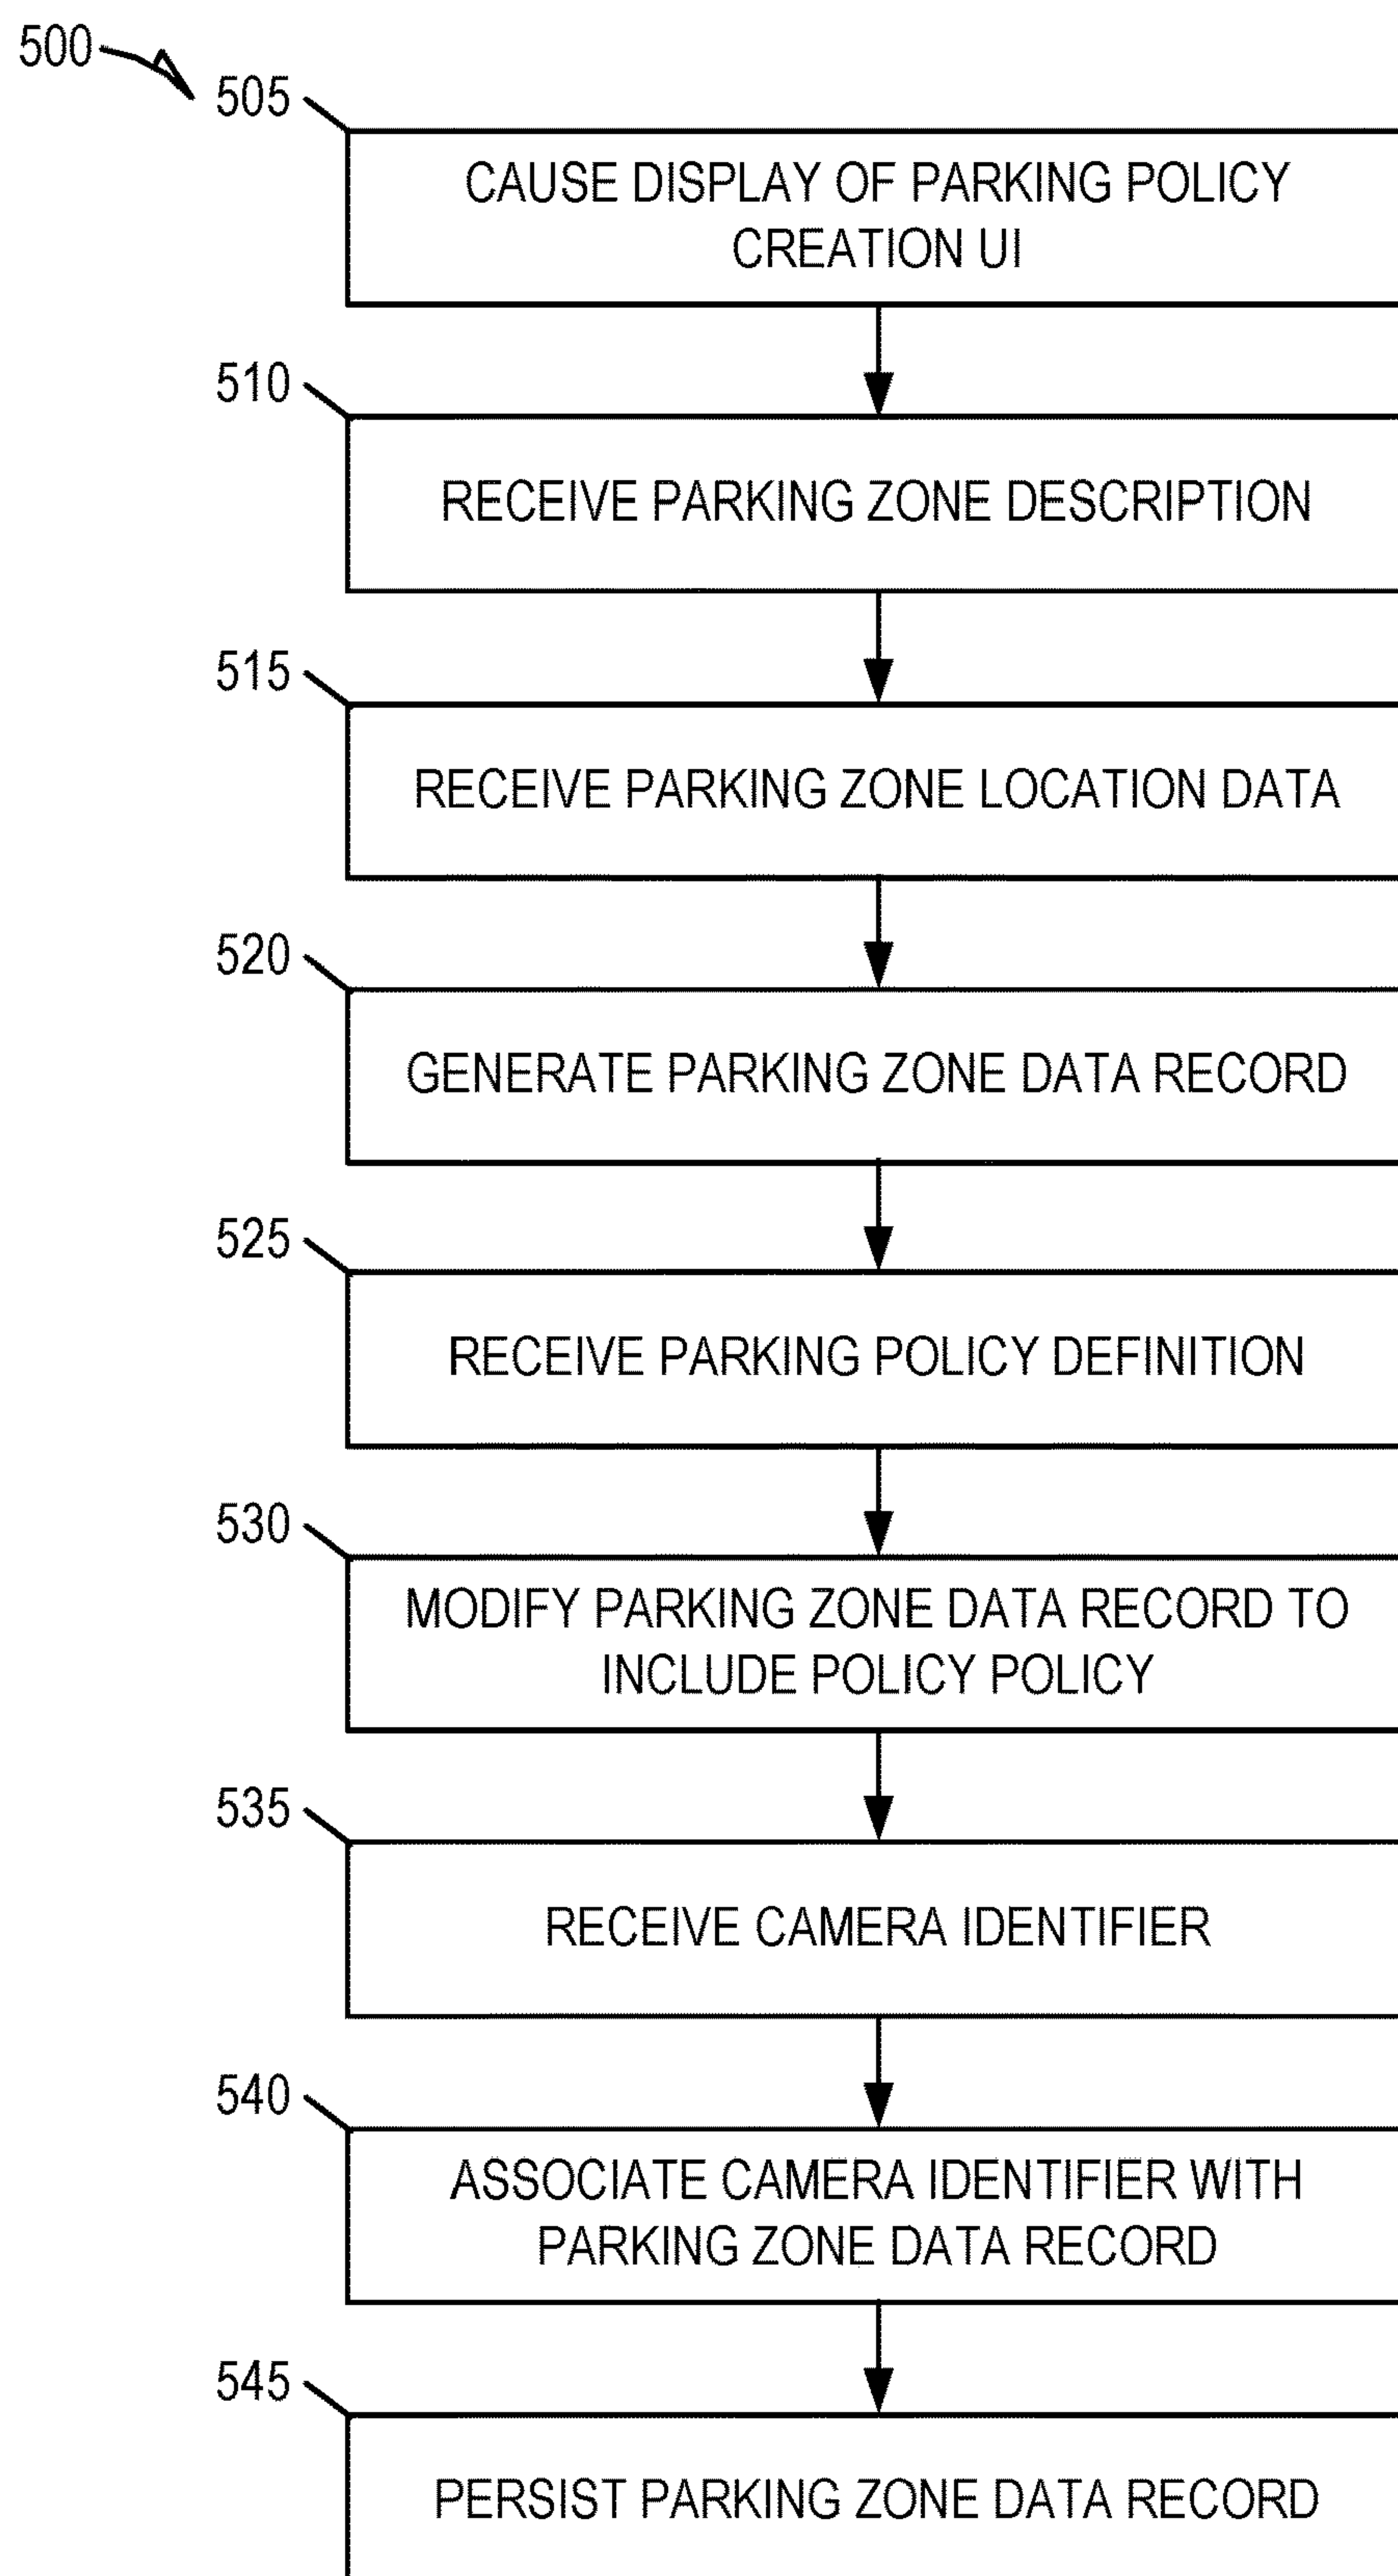 500
505
CAUSE DISPLAY OF PARKING POLICY
CREATION UI
510
RECEIVE PARKING ZONE DESCRIPTION
515
RECEIVE PARKING ZONE LOCATION DATA
520
GENERATE PARKING ZONE DATA RECORD
525
RECEIVE PARKING POLICY DEFINITION
530
MODIFY PARKING ZONE DATA RECORD TO
INCLUDE POLICY POLICY
535
RECEIVE CAMERA IDENTIFIER
540
ASSOCIATE CAMERA IDENTIFIER WITH
PARKING ZONE DATA RECORD
545
PERSIST PARKING ZONE DATA RECORD